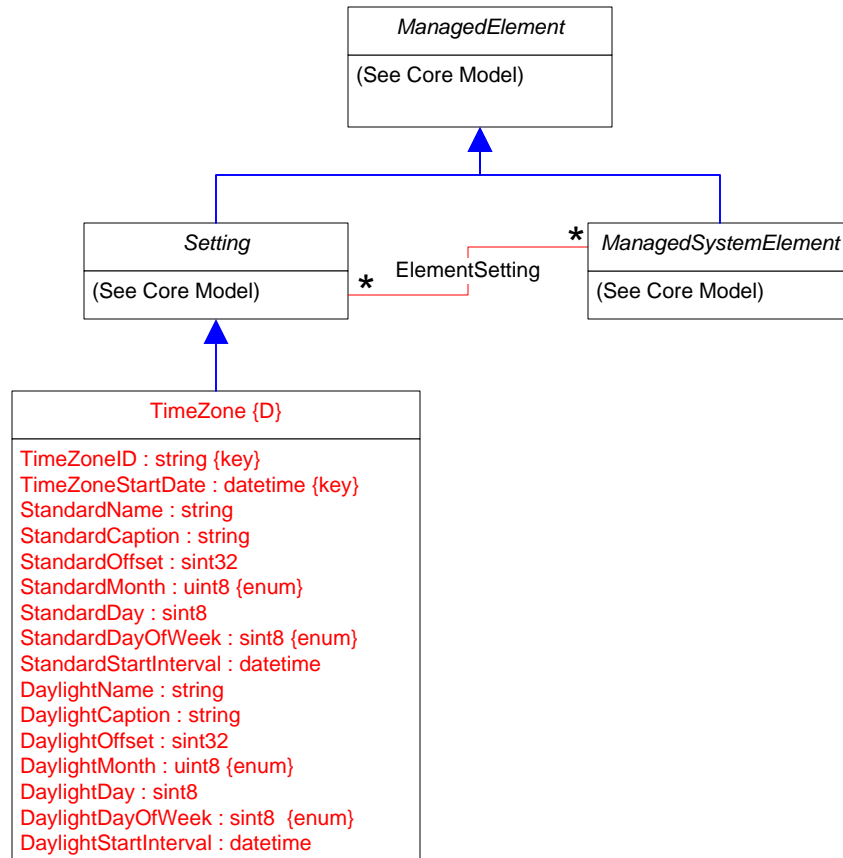 ManagedElement
(See Core Model)
Setting
(See Core Model)
*
ElementSetting
*
ManagedSystemElement
(See Core Model)
TimeZone {D}
TimeZoneID : string {key}
TimeZoneStartDate : datetime {key}
StandardName : string
StandardCaption : string
StandardOffset : sint32
StandardMonth : uint8 {enum}
StandardDay : sint8
StandardDayOfWeek : sint8 {enum}
StandardStartInterval : datetime
DaylightName : string
DaylightCaption : string
DaylightOffset : sint32
DaylightMonth : uint8 {enum}
DaylightDay : sint8
DaylightDayOfWeek : sint8  {enum}
DaylightStartInterval : datetime